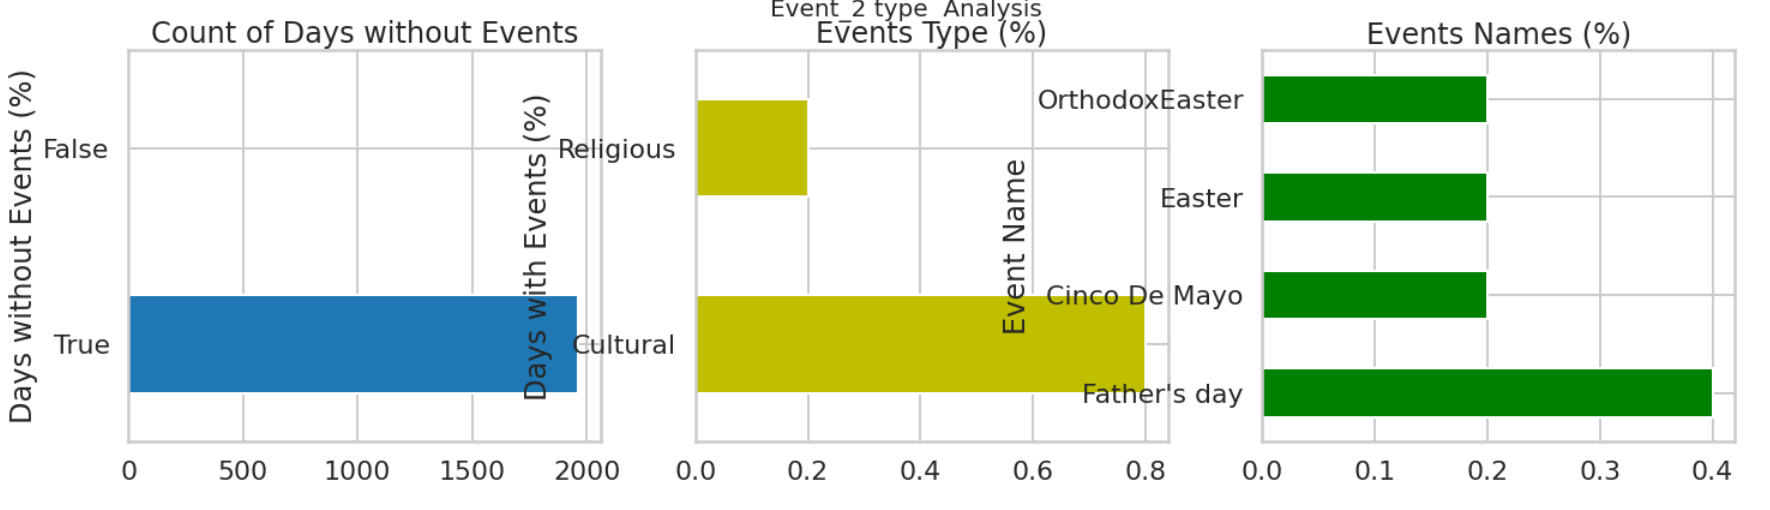 Event_2 type_Analysis
Count of Days without Events
Days without Events (%)
False
True
0 500 1000 1500 2000
Events Type (%)
Days with Events (%)
Religious
Cultural
0.0 0.2 0.4 0.6 0.8
Events Names (%)
Event Name
OrthodoxEaster
Easter
Cinco De Mayo
Father's day
0.0 0.1 0.2 0.3 0.4